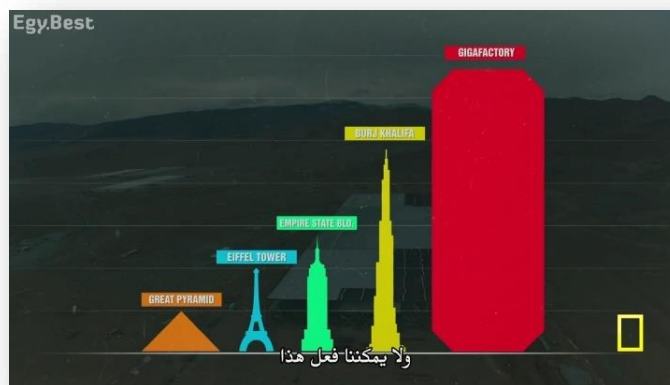 Egy.Best
GIGAFACTORY
BURJ KHALIFA
EMPIRE STATE BLD.
EIFFEL TOWER
GREAT PYRAMID
ولا يمكننا فعل هذا